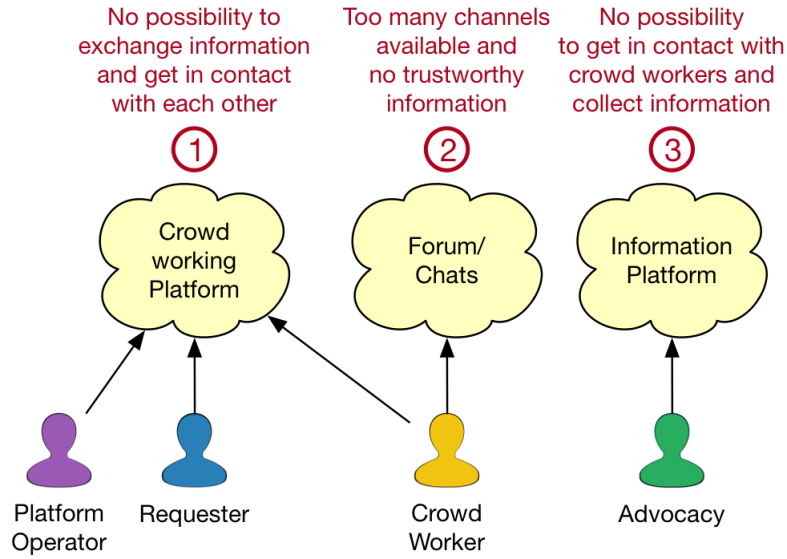 No possibility to
exchange information
and get in contact
with each other
Too many channels
available and
no trustworthy
information
No possibility
to get in contact with
crowd workers and
collect information
1
2
3
Crowd
working
Platform
Forum/
Chats
Information
Platform
Platform
Operator
Requester
Crowd
Worker
Advocacy